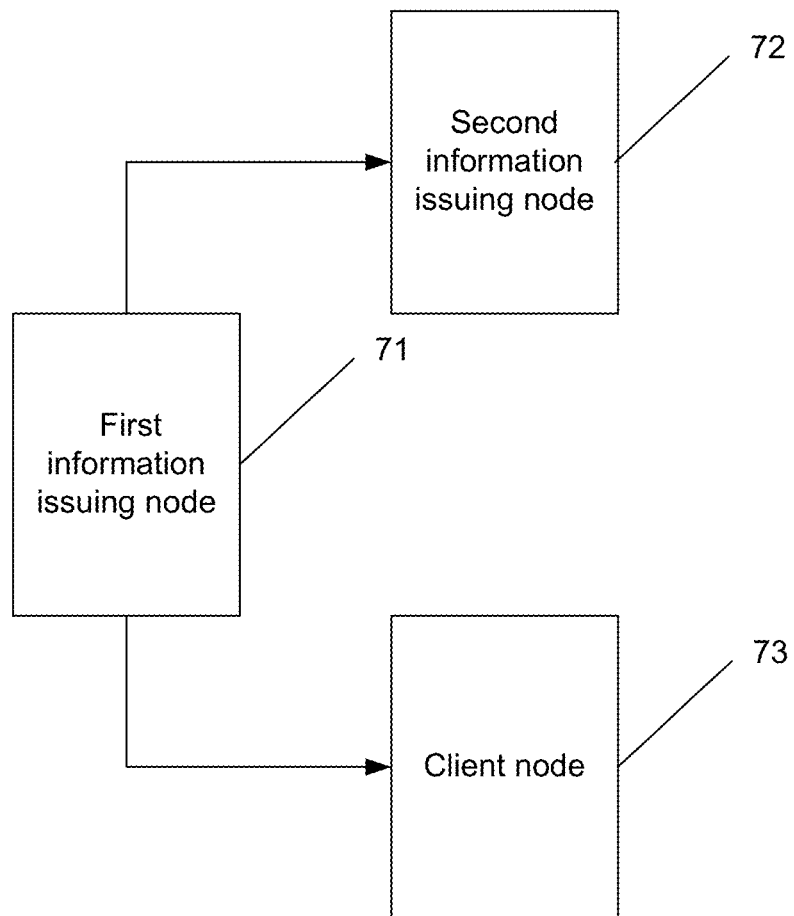 72
Second
information
issuing node
71
First
information
issuing node
73
Client node